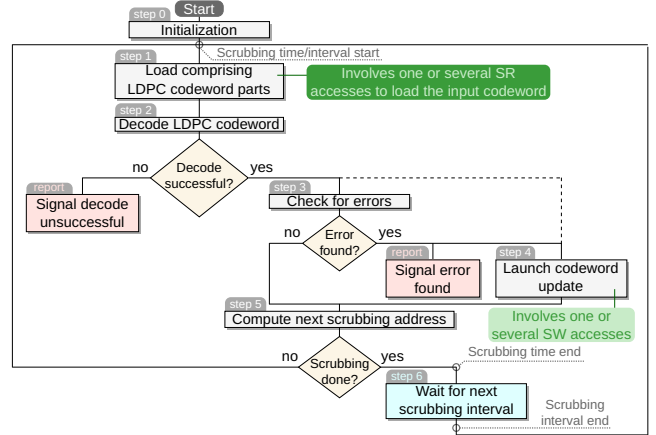 step 0
Start
Initialization
Scrubbing time/interval start
step 1
Load comprising
LDPC codeword parts
Involves one or several SR
accesses to load the input codeword
step 2
Decode LDPC codeword
no
Decode
successful?
yes
report
Signal decode
unsuccessful
step 3
Check for errors
no
Error
found?
yes
report
Signal error
found
step 4
Launch codeword
update
Involves one or
several SW accesses
step 5
Compute next scrubbing address
no
Scrubbing
done?
yes
Scrubbing time end
step 6
Wait for next
scrubbing interval
Scrubbing
interval end